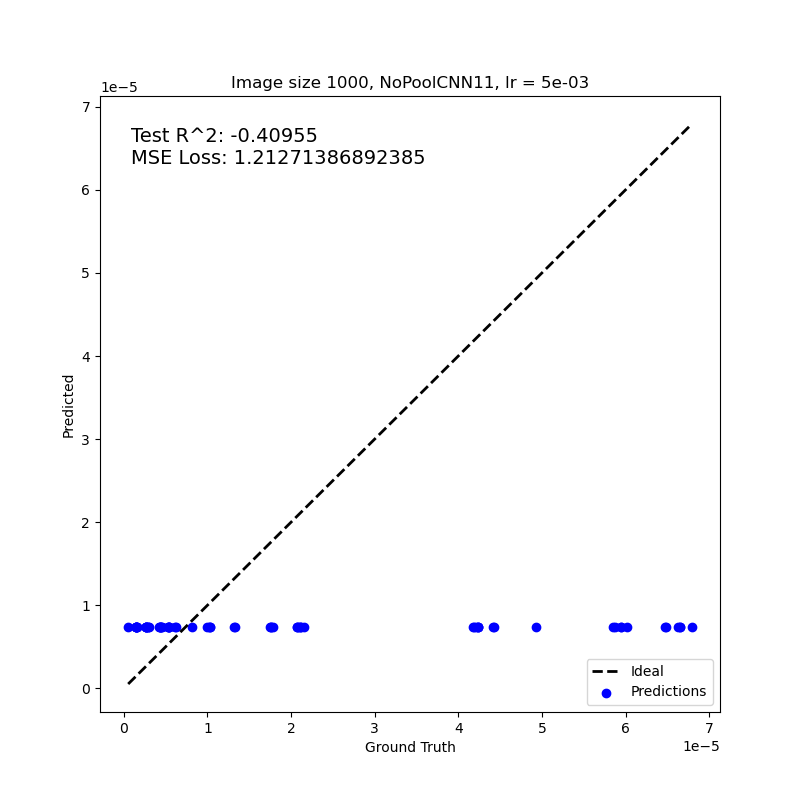 Image size 1000, NoPoolCNN11, lr = 5e-03
1e−5
Test R^2: -0.40955
MSE Loss: 1.21271386892385
7
6
5
4
3
2
1
0
Predicted
Ideal
Predictions
0 1 2 3 4 5 6 7
1e−5
Ground Truth